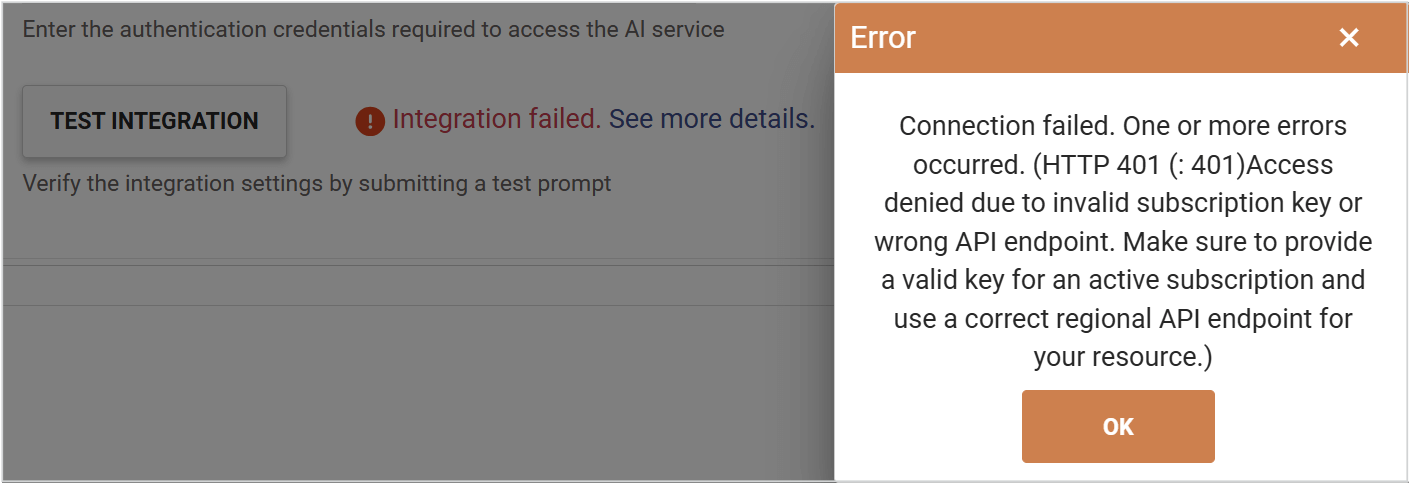 Enter the authentication credentials required to access the AI service
TEST INTEGRATION
Integration failed. See more details.
Verify the integration settings by submitting a test prompt
Error
Connection failed. One or more errors
occurred. (HTTP 401 (: 401)Access
denied due to invalid subscription key or
wrong API endpoint. Make sure to provide
a valid key for an active subscription and
use a correct regional API endpoint for
your resource.)
OK